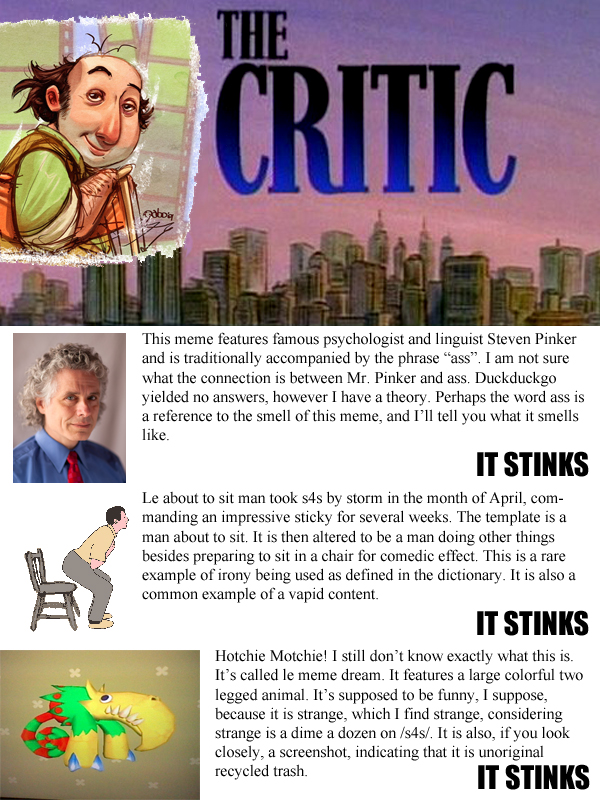 THE
CRITIC
This meme features famous psychologist and linguist Steven Pinker
and is traditionally accompanied by the phrase “ass”. I am not sure
what the connection is between Mr. Pinker and ass. Duckduckgo
yielded no answers, however I have a theory. Perhaps the word ass is
a reference to the smell of this meme, and I’ll tell you what it smells
like.
IT STINKS
Le about to sit man took s4s by storm in the month of April, com-
manding an impressive sticky for several weeks. The template is a
man about to sit. It is then altered to be a man doing other things
besides preparing to sit in a chair for comedic effect. This is a rare
example of irony being used as defined in the dictionary. It is also a
common example of a vapid content.
IT STINKS
Hotchie Motchie! I still don’t know exactly what this is.
It’s called le meme dream. It features a large colorful two
legged animal. It’s supposed to be funny, I suppose,
because it is strange, which I find strange, considering
strange is a dime a dozen on /s4s/. It is also, if you look
closely, a screenshot, indicating that it is unoriginal
recycled trash.
IT STINKS